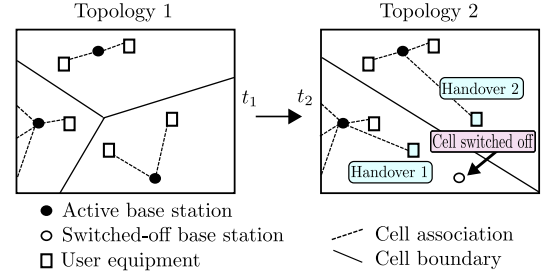 Topology 1
Topology 2
t1
t2
Handover 2
Cell switched off
Handover 1
Active base station
Switched-off base station
User equipment
Cell association
Cell boundary